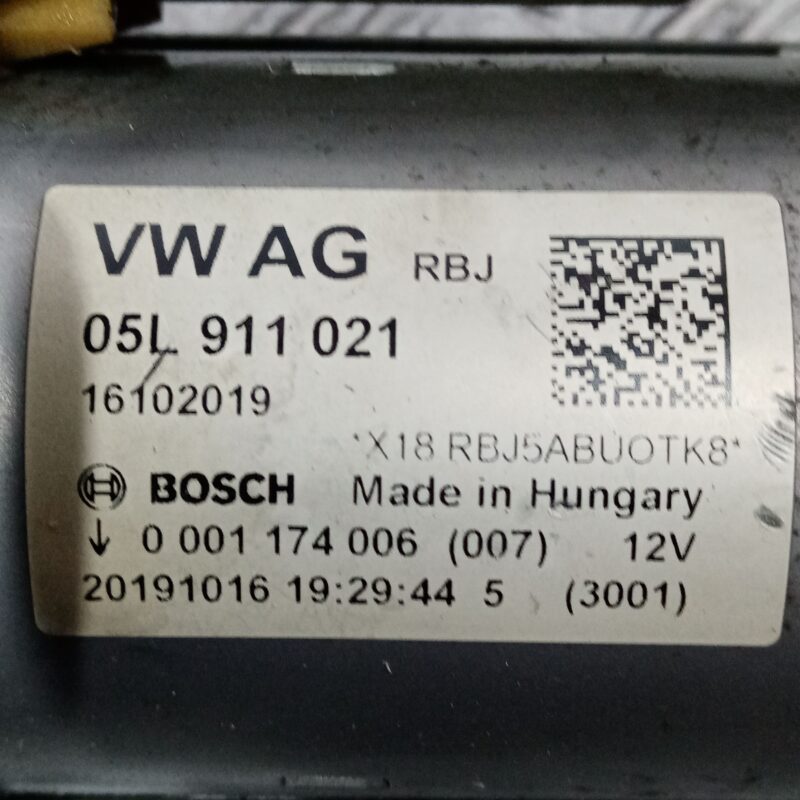 VW AG RBJ
05L 911 021
16102019
*X18 RBJ5ABUOTK8*
BOSCH Made in Hungary
↓ 0 001 174 006 (007) 12V
20191016 19:29:44 5 (3001)